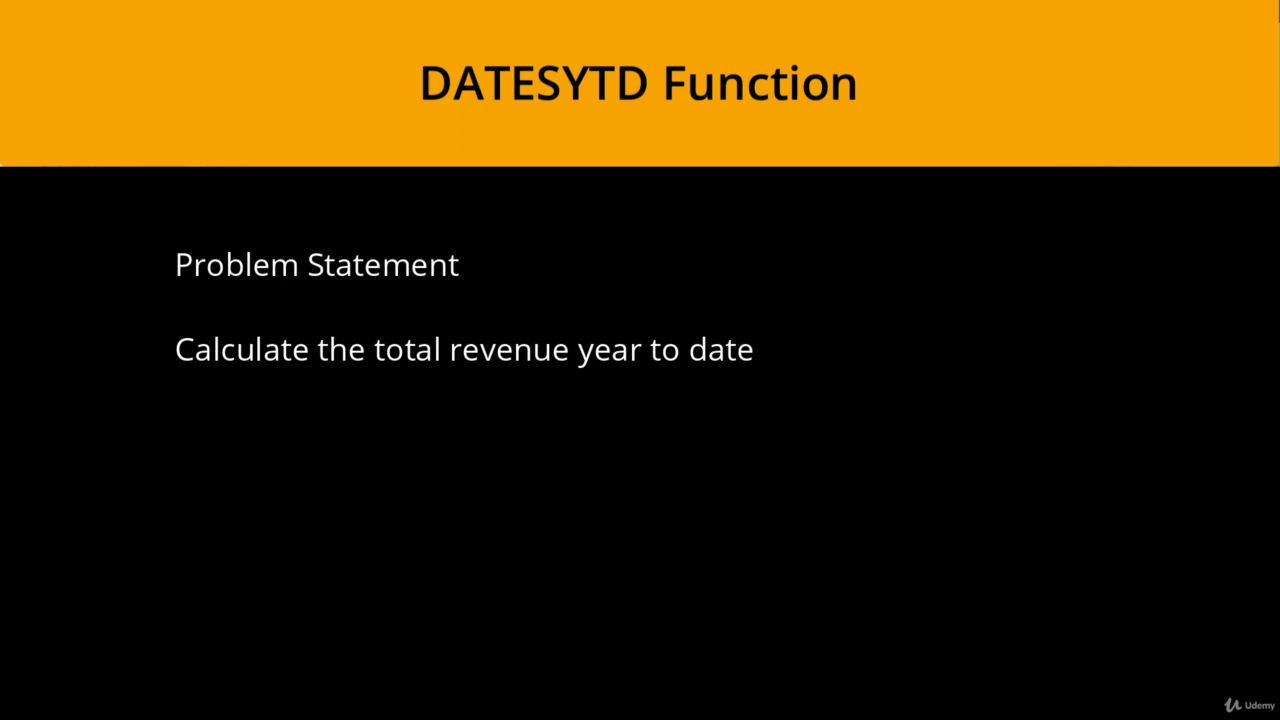 DATESYTD Function
Problem Statement
Calculate the total revenue year to date
Udemy